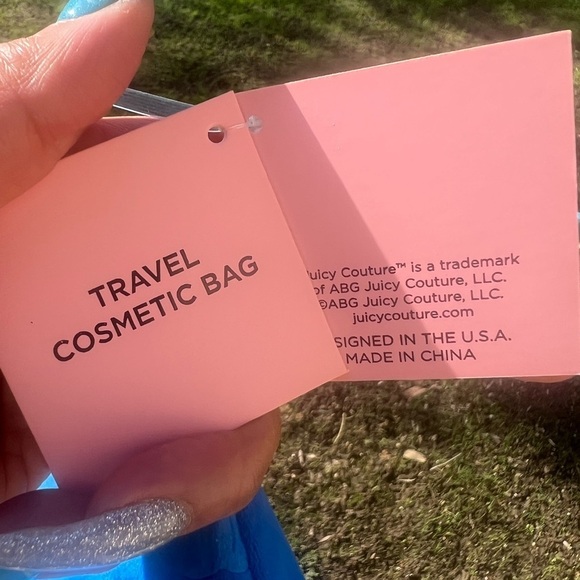 TRAVEL
COSMETIC BAG
Juicy Couture™ is a trademark
of ABG Juicy Couture, LLC.
©ABG Juicy Couture, LLC.
juicycouture.com
SIGNED IN THE U.S.A.
MADE IN CHINA